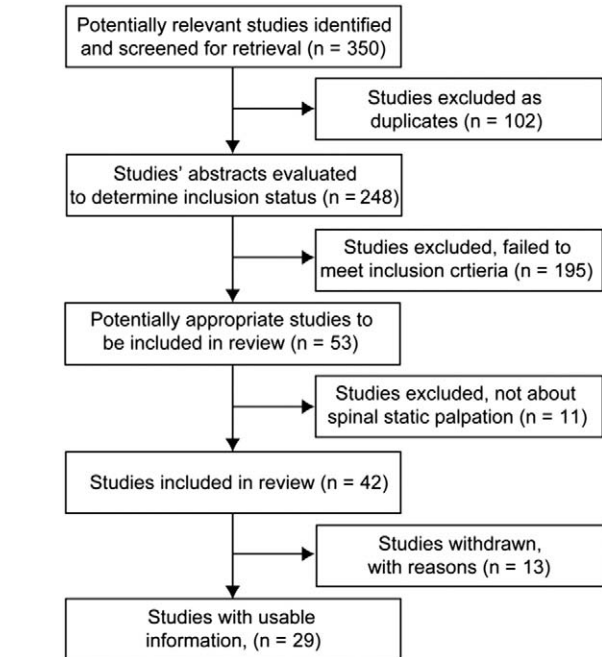 Potentially relevant studies identified
and screened for retrieval (n = 350)
Studies excluded as
duplicates (n = 102)
Studies' abstracts evaluated
to determine inclusion status (n = 248)
Studies excluded, failed to
meet inclusion crtieria (n = 195)
Potentially appropriate studies to
be included in review (n = 53)
Studies excluded, not about
spinal static palpation (n = 11)
Studies included in review (n = 42)
Studies withdrawn,
with reasons (n = 13)
Studies with usable
information, (n = 29)